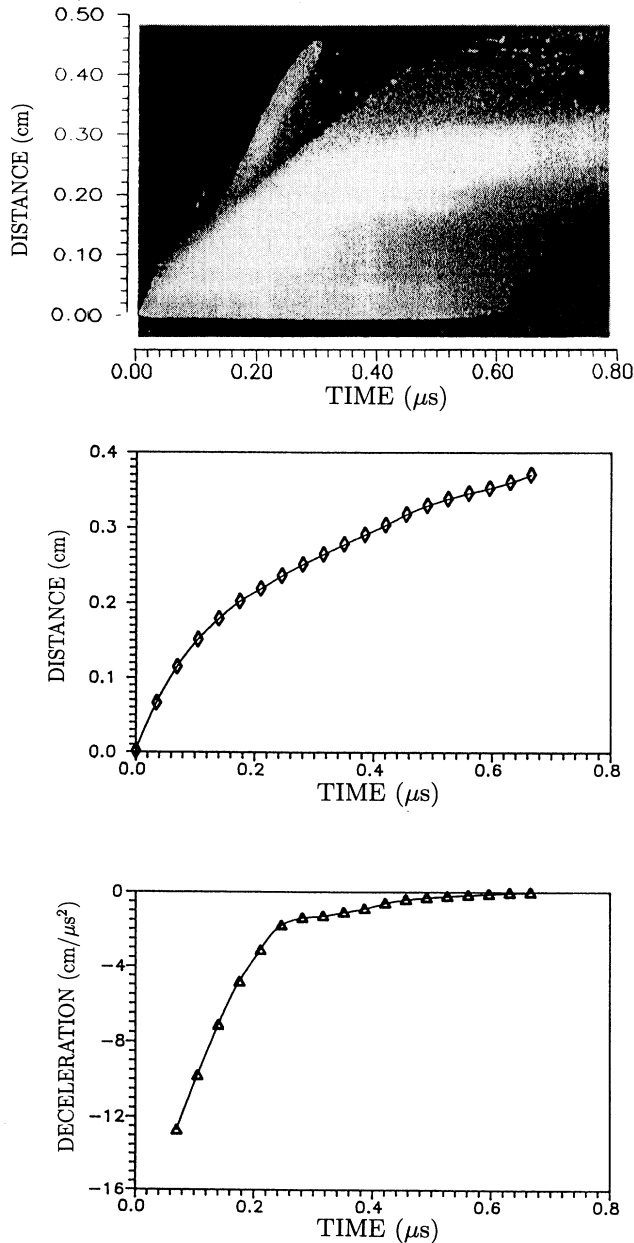 0.50
0.40
0.30
0.20
0.10
0.00
DISTANCE (cm)
0.00 0.20 0.40 0.60 0.80
TIME (μs)
0.4
0.3
0.2
0.1
0.0
DISTANCE (cm)
0.0 0.2 0.4 0.6 0.8
TIME (μs)
0
-4
-8
-12
-16
DECELERATION (cm/μs²)
0.0 0.2 0.4 0.6 0.8
TIME (μs)